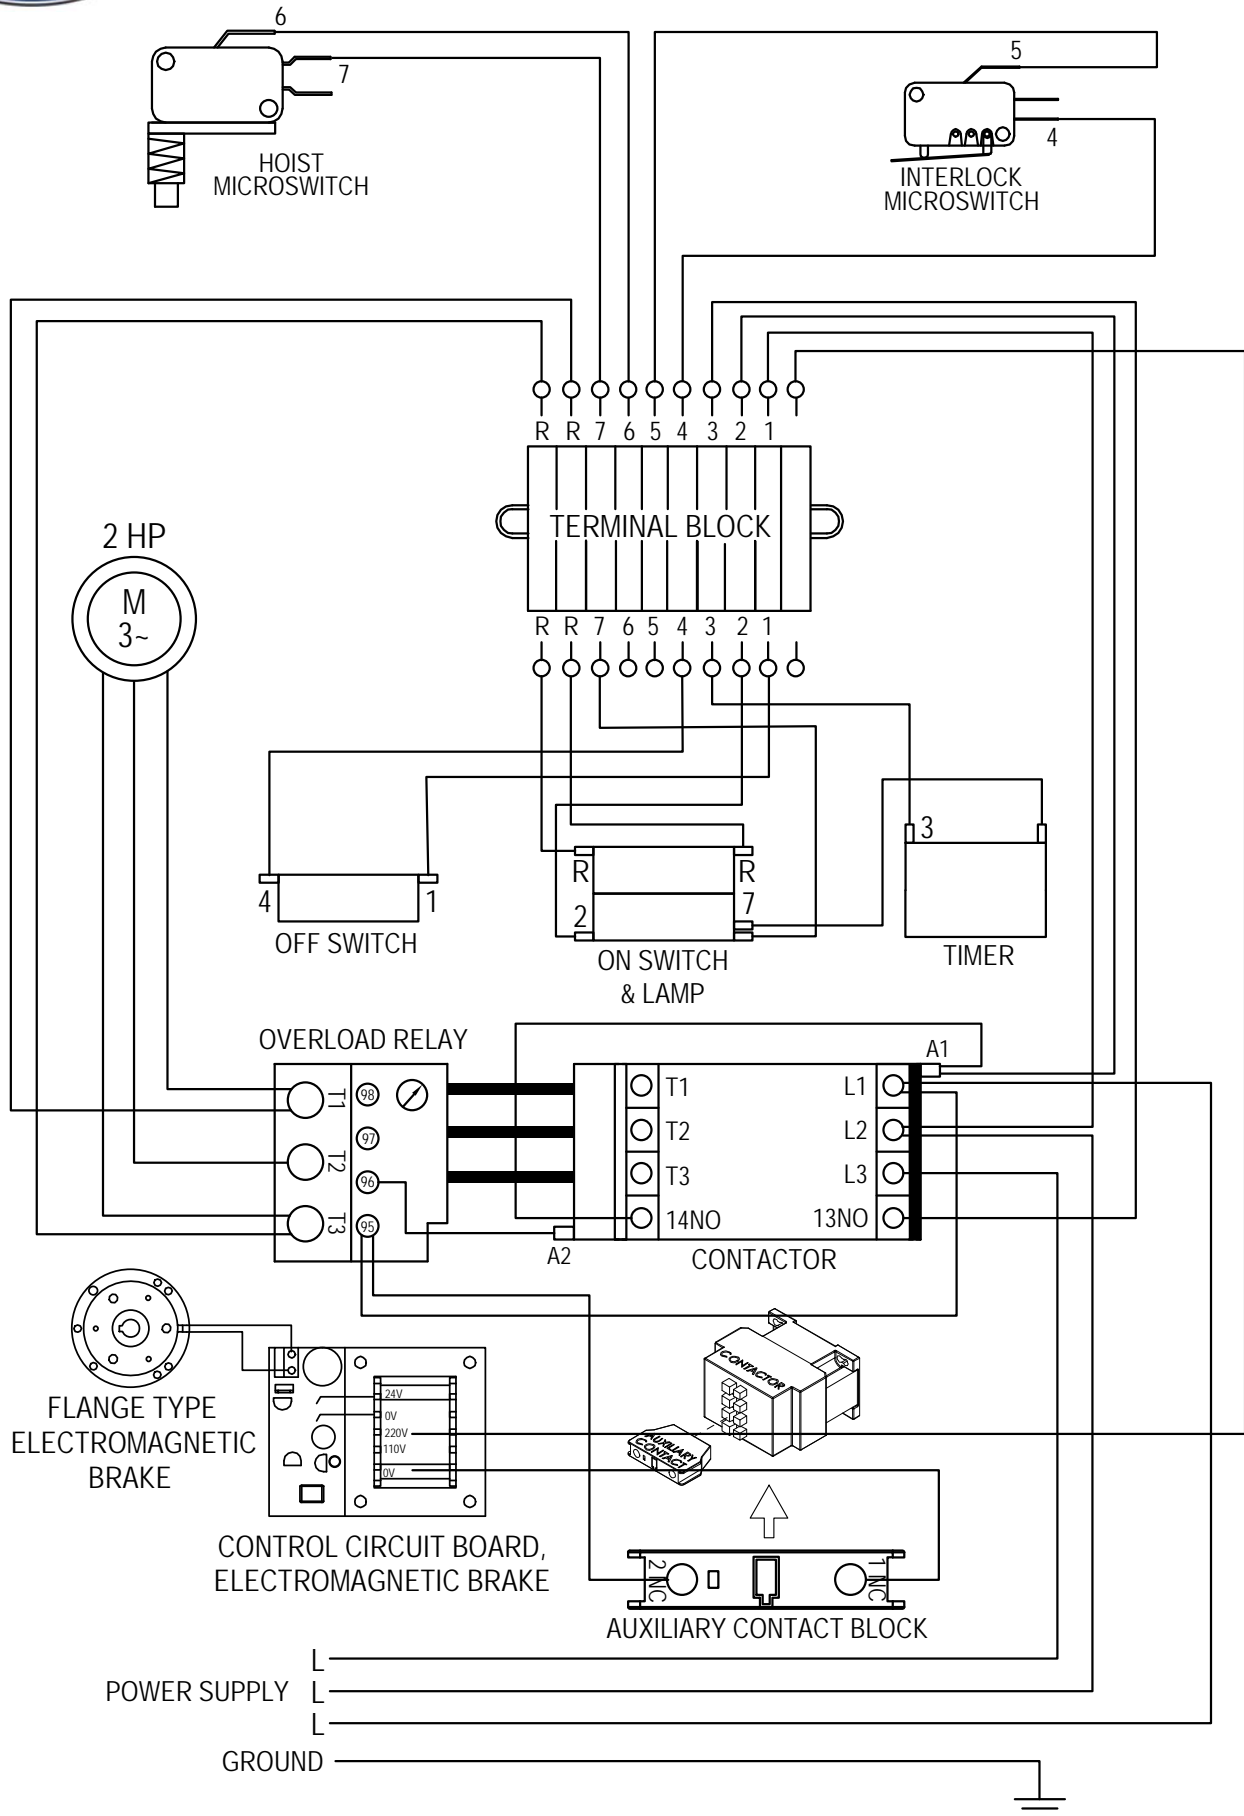 6
7
HOIST
MICROSWITCH
5
4
INTERLOCK
MICROSWITCH
R R 7 6 5 4 3 2 1
TERMINAL BLOCK
R R 7 6 5 4 3 2 1
2 HP
M
3~
4
1
OFF SWITCH
R
R
2
7
ON SWITCH
& LAMP
3
TIMER
OVERLOAD RELAY
T1
98
97
T2
96
T3
95
A1
T1
L1
T2
L2
T3
L3
14NO
13NO
A2
CONTACTOR
FLANGE TYPE
ELECTROMAGNETIC
BRAKE
24V
0V
220V
110V
0V
CONTROL CIRCUIT BOARD,
ELECTROMAGNETIC BRAKE
CONTACTOR
AUXILIARY
CONTACT
2 NC
1 NC
AUXILIARY CONTACT BLOCK
L
POWER SUPPLY L
L
GROUND